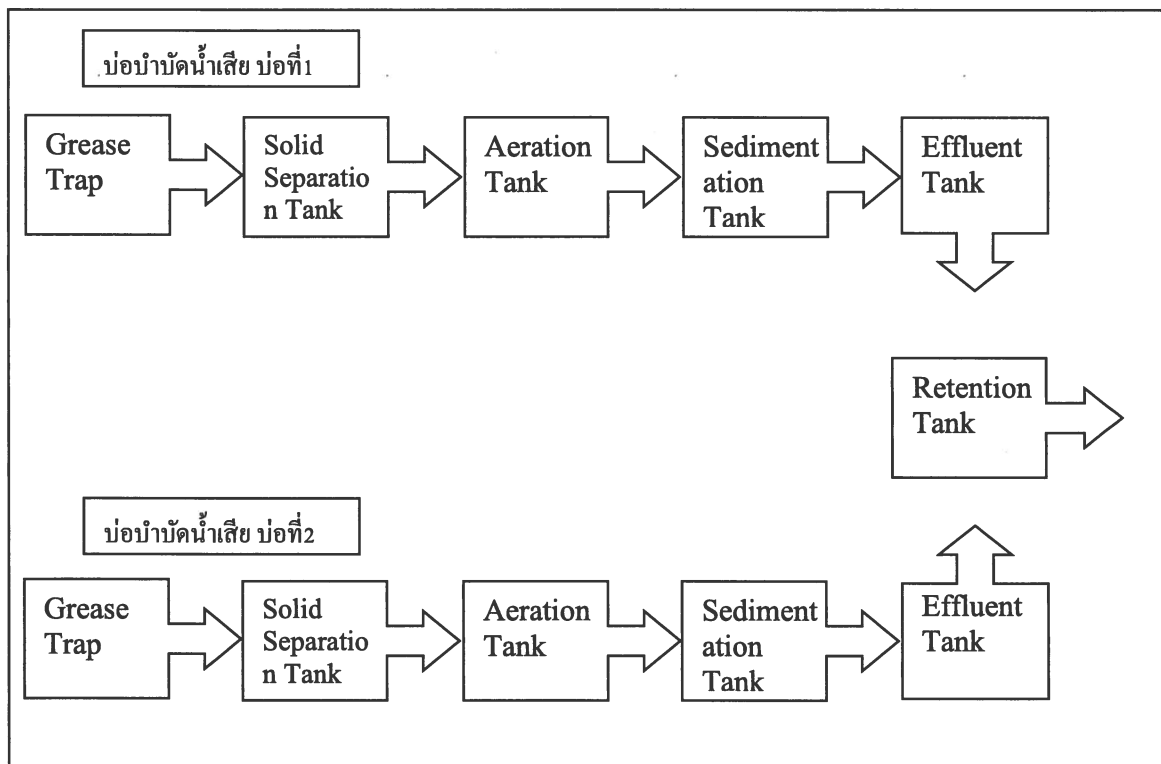 บ่อบำบัดน้ำเสีย บ่อที่1
Grease
Trap
Solid
Separatio
n Tank
Aeration
Tank
Sediment
ation
Tank
Effluent
Tank
Retention
Tank
บ่อบำบัดน้ำเสีย บ่อที่2
Grease
Trap
Solid
Separatio
n Tank
Aeration
Tank
Sediment
ation
Tank
Effluent
Tank